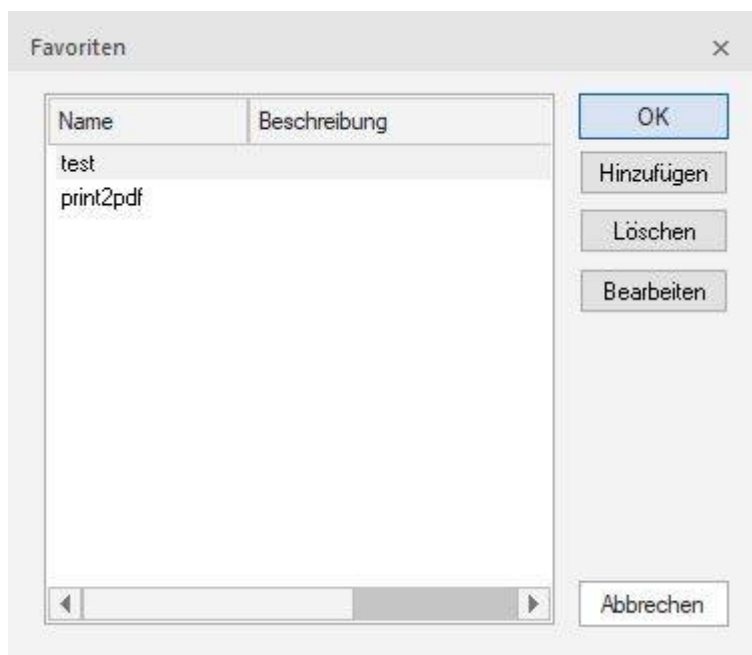 Favoriten
Name Beschreibung
test
print2pdf
OK
Hinzufügen
Löschen
Bearbeiten
Abbrechen